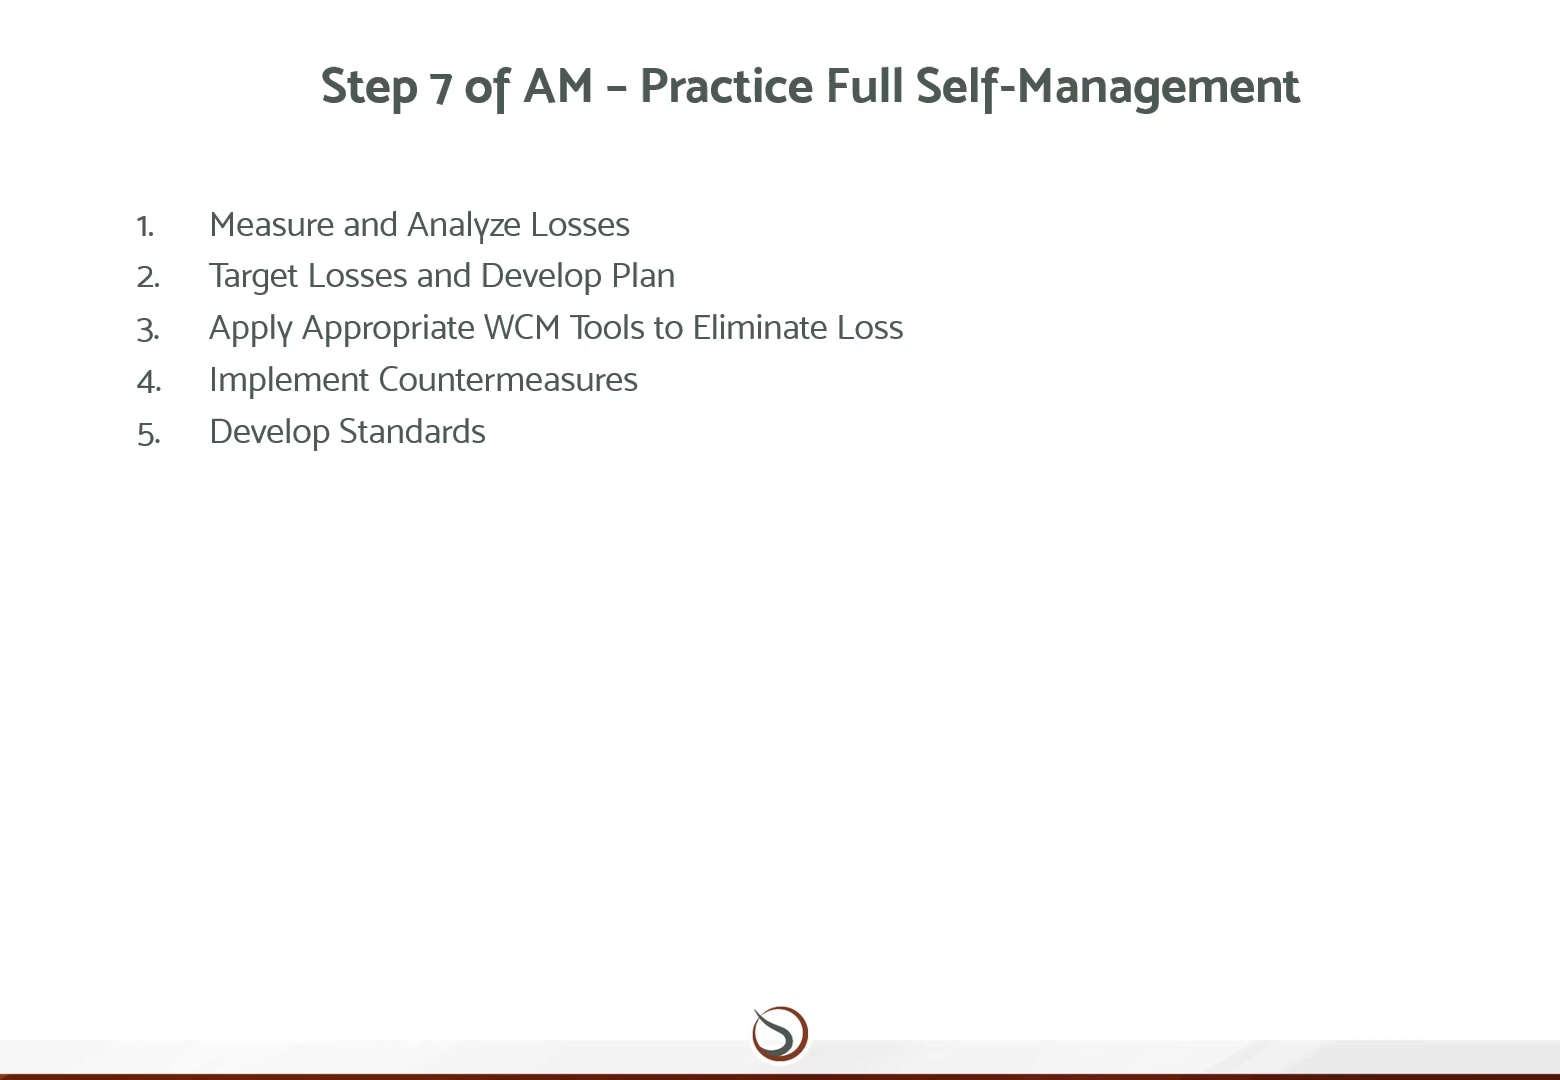 Step 7 of AM – Practice Full Self-Management
1. Measure and Analyze Losses
2. Target Losses and Develop Plan
3. Apply Appropriate WCM Tools to Eliminate Loss
4. Implement Countermeasures
5. Develop Standards